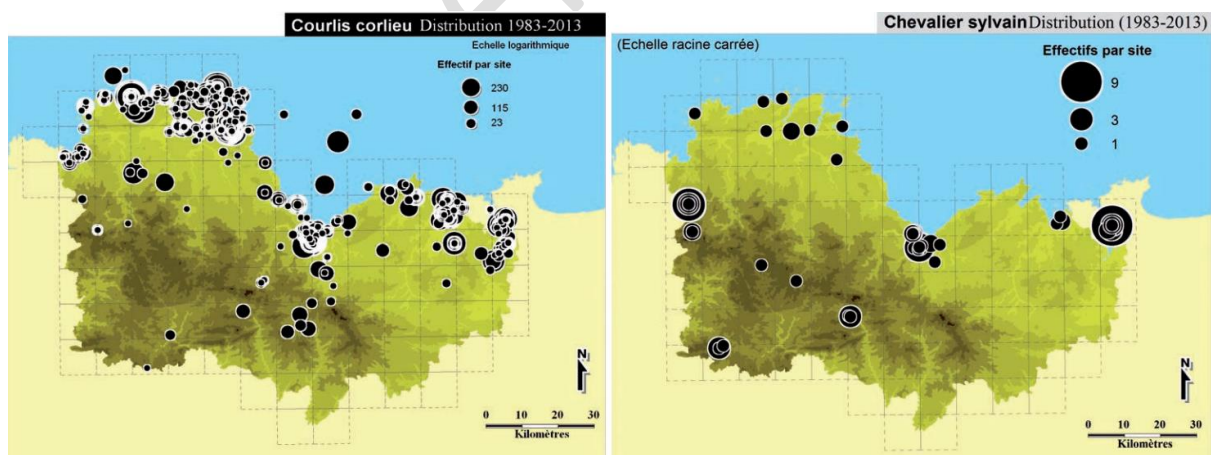 Courlis corlieu Distribution 1983-2013
Echelle logarithmique
Effectif par site
230
115
23
N
0 10 20 30
Kilomètres
Chevalier sylvain Distribution (1983-2013)
(Echelle racine carrée)
Effectifs par site
9
3
1
N
0 10 20 30
Kilomètres